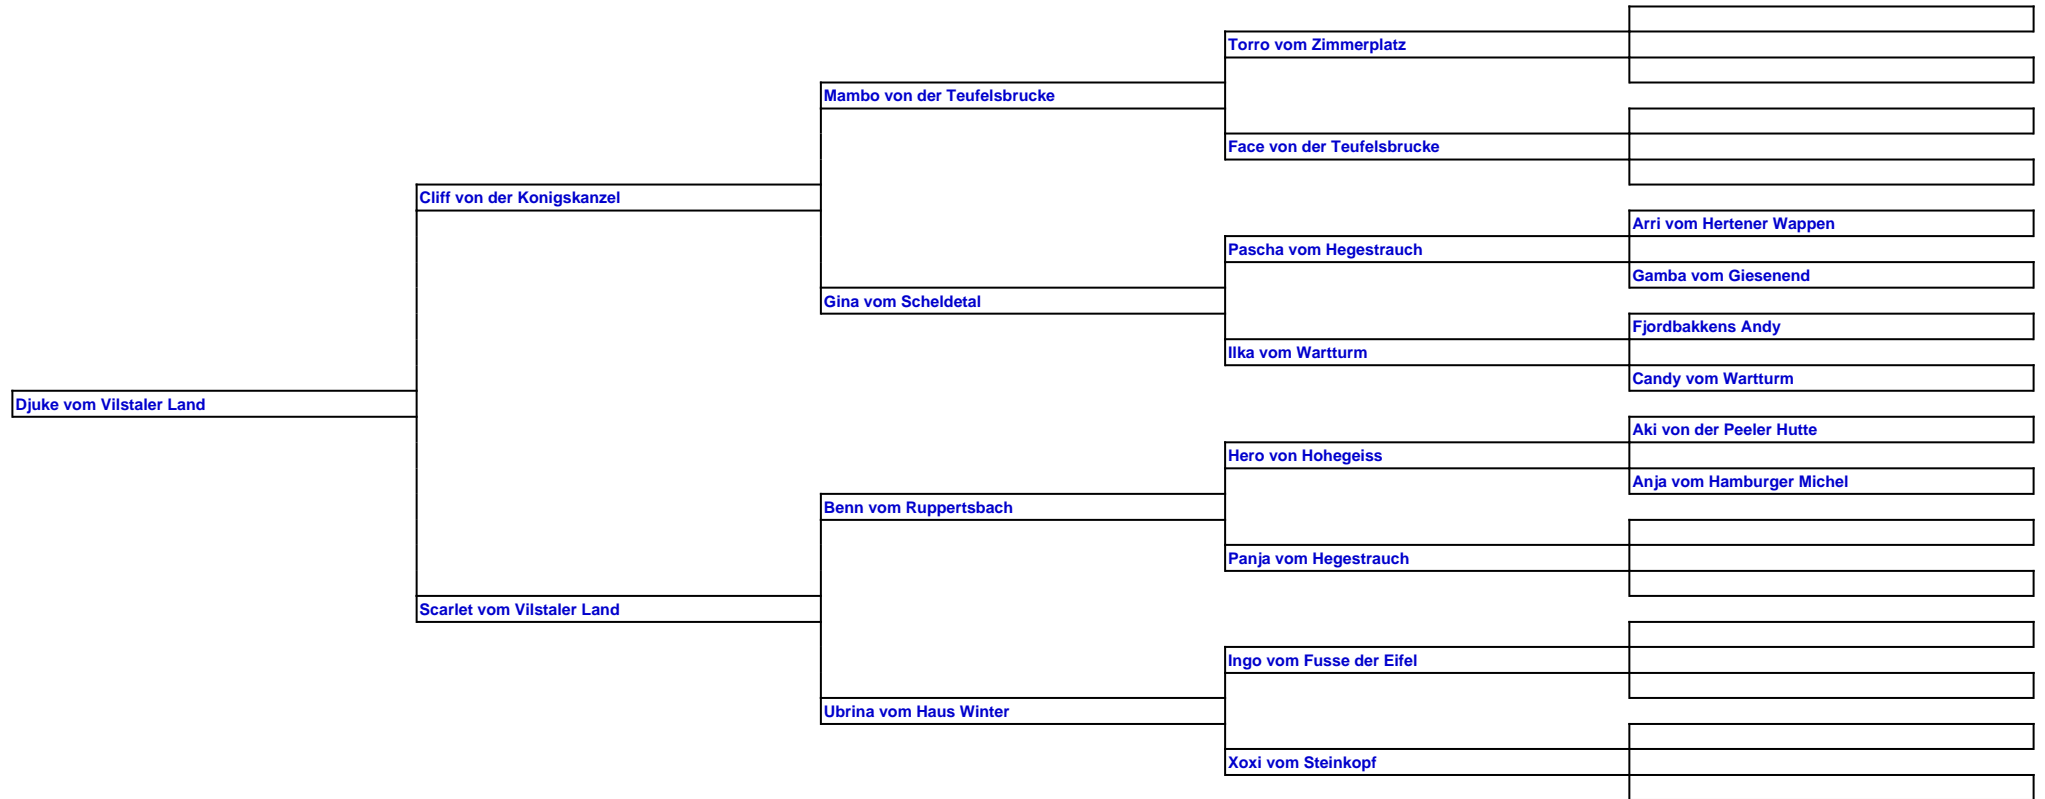 Torro vom Zimmerplatz
Mambo von der Teufelsbrucke
Face von der Teufelsbrucke
Cliff von der Konigskanzel
Arri vom Hertener Wappen
Pascha vom Hegestrauch
Gamba vom Giesenend
Gina vom Scheldetal
Fjordbakkens Andy
Ilka vom Wartturm
Candy vom Wartturm
Djuke vom Vilstaler Land
Aki von der Peeler Hutte
Hero von Hohegeiss
Anja vom Hamburger Michel
Benn vom Ruppertsbach
Panja vom Hegestrauch
Scarlet vom Vilstaler Land
Ingo vom Fusse der Eifel
Ubrina vom Haus Winter
Xoxi vom Steinkopf